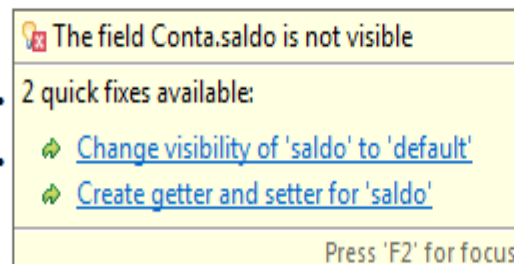 The field Conta.saldo is not visible
2 quick fixes available:
Change visibility of 'saldo' to 'default'
Create getter and setter for 'saldo'
Press 'F2' for focus